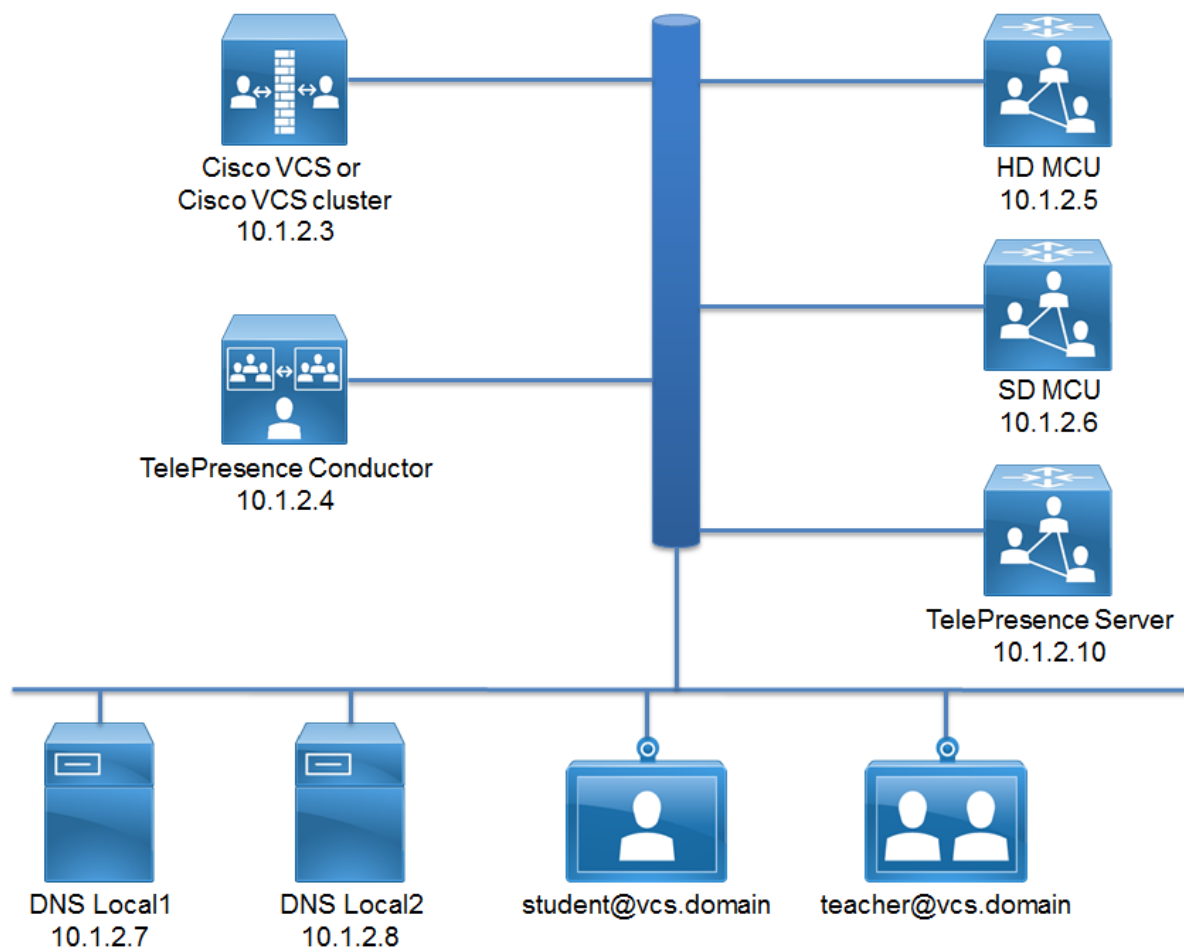 Cisco VCS or
Cisco VCS cluster
10.1.2.3
HD MCU
10.1.2.5
TelePresence Conductor
10.1.2.4
SD MCU
10.1.2.6
TelePresence Server
10.1.2.10
DNS Local1
10.1.2.7
DNS Local2
10.1.2.8
student@vcs.domain
teacher@vcs.domain